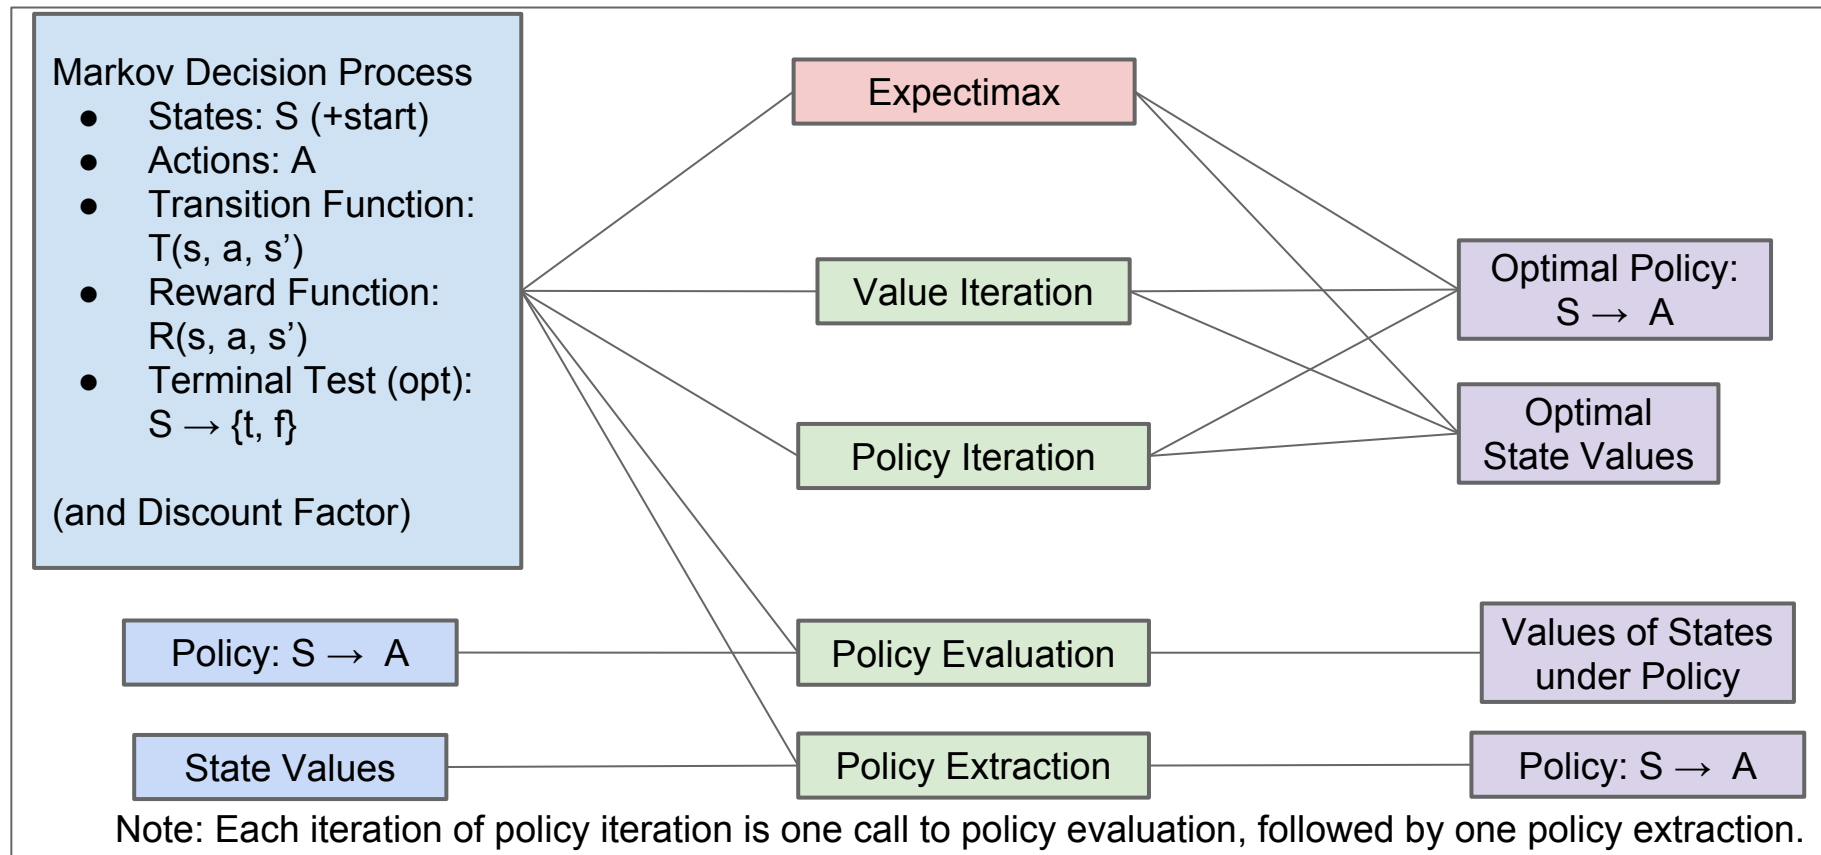 Markov Decision Process
● States: S (+start)
● Actions: A
● Transition Function:
T(s, a, s’)
● Reward Function:
R(s, a, s’)
● Terminal Test (opt):
S → {t, f}
(and Discount Factor)
Policy: S → A
State Values
Expectimax
Value Iteration
Policy Iteration
Policy Evaluation
Policy Extraction
Optimal Policy:
S → A
Optimal
State Values
Values of States
under Policy
Policy: S → A
Note: Each iteration of policy iteration is one call to policy evaluation, followed by one policy extraction.